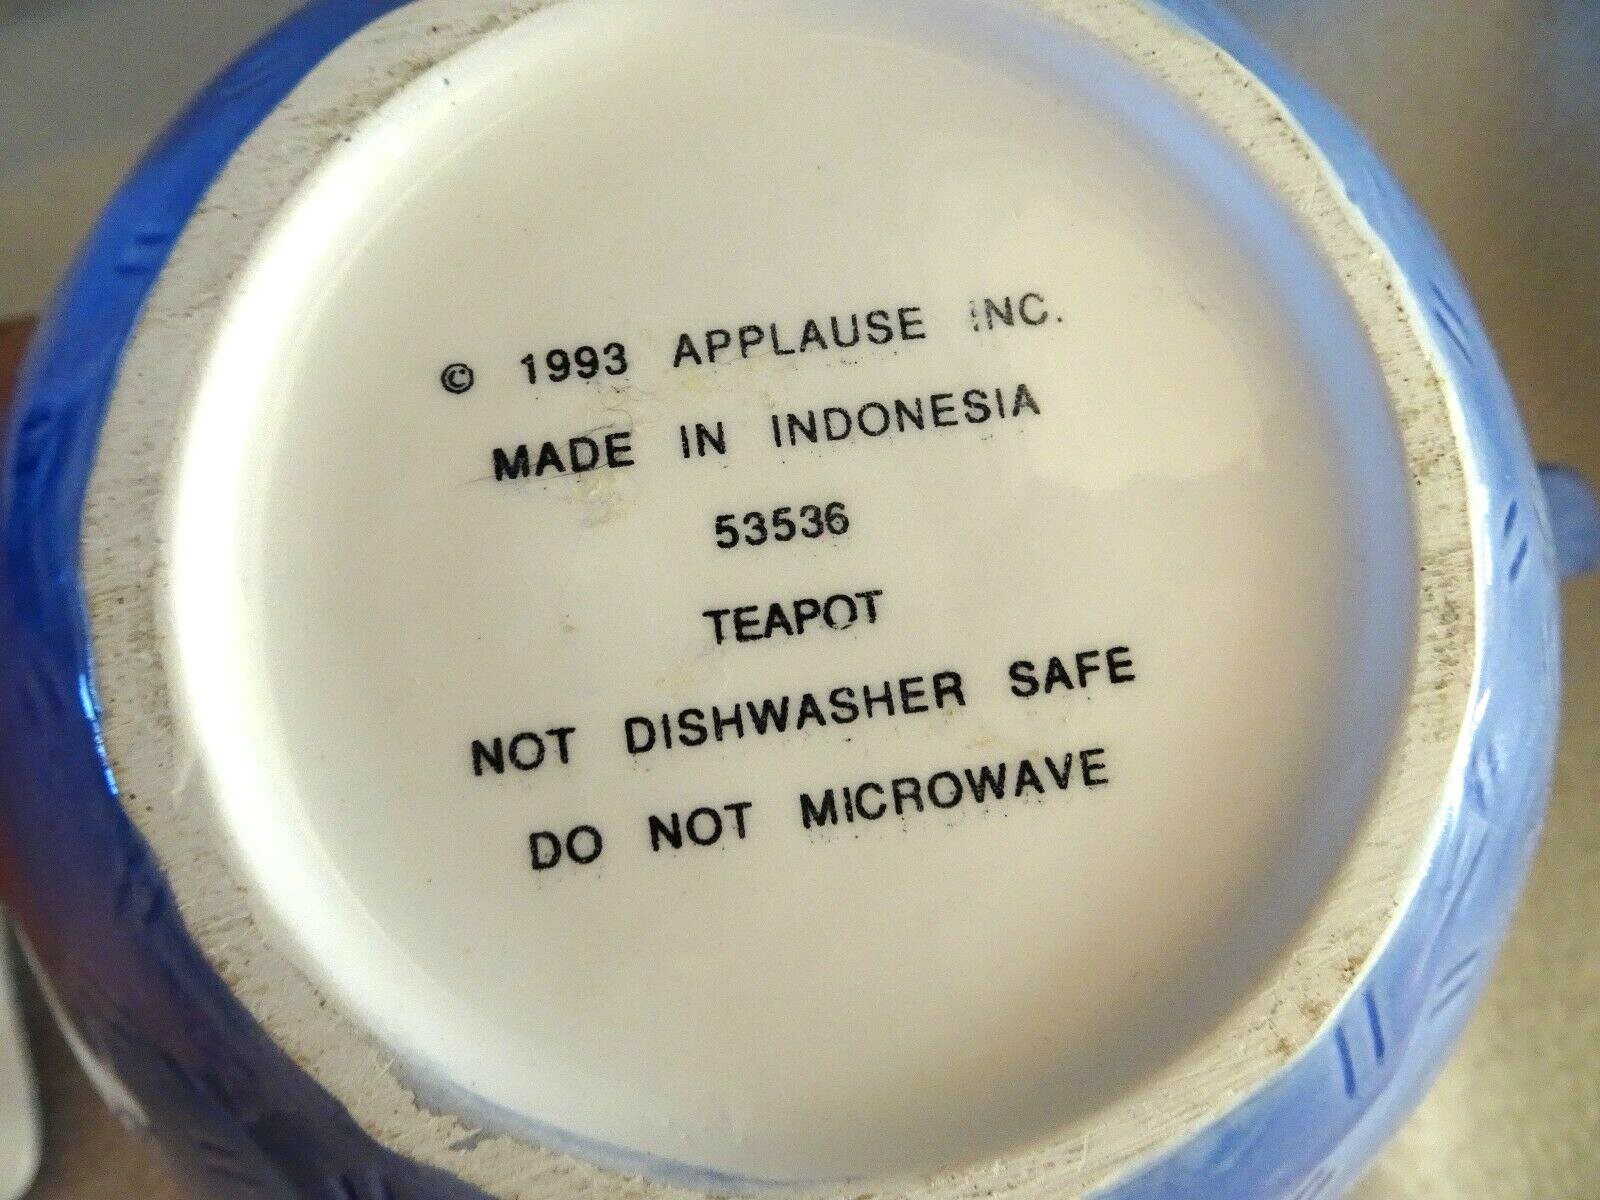 © 1993 APPLAUSE INC.
MADE IN INDONESIA
53536
TEAPOT
NOT DISHWASHER SAFE
DO NOT MICROWAVE